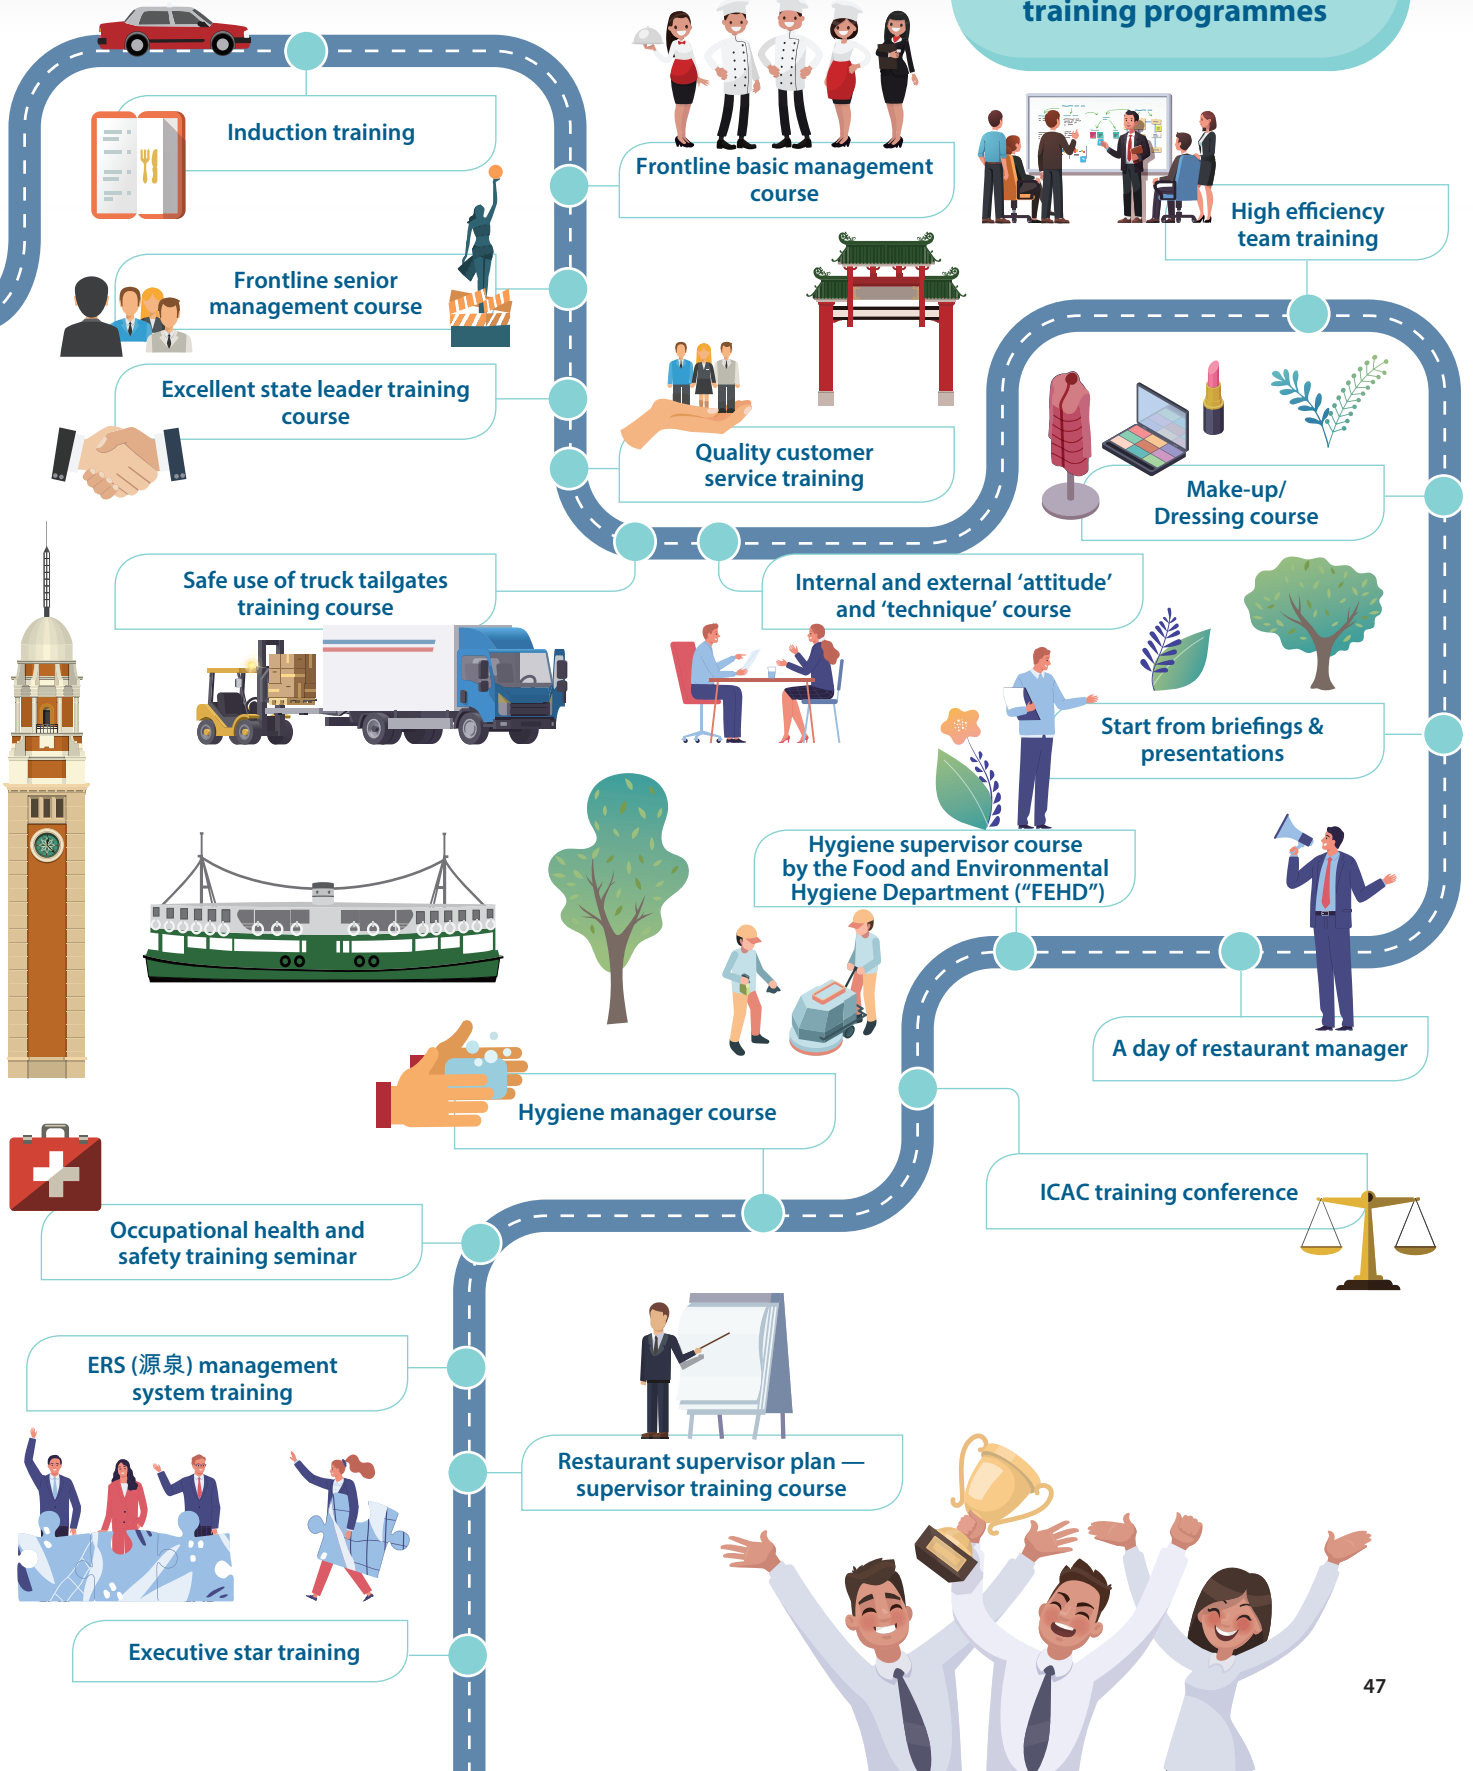 training programmes
Induction training
Frontline basic management
course
High efficiency
team training
Frontline senior
management course
Excellent state leader training
course
Quality customer
service training
Make-up/
Dressing course
Safe use of truck tailgates
training course
Internal and external ‘attitude’
and ‘technique’ course
Start from briefings &
presentations
Hygiene supervisor course
by the Food and Environmental
Hygiene Department (“FEHD”)
A day of restaurant manager
Hygiene manager course
ICAC training conference
Occupational health and
safety training seminar
ERS (源泉) management
system training
Restaurant supervisor plan —
supervisor training course
Executive star training
47